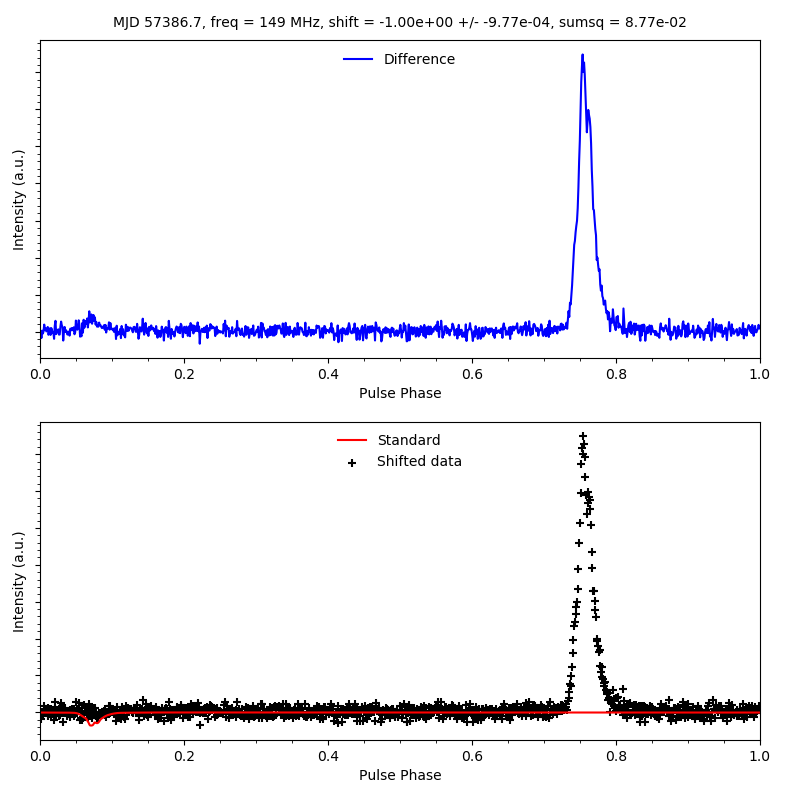 MJD 57386.7, freq = 149 MHz, shift = -1.00e+00 +/- -9.77e-04, sumsq = 8.77e-02
Difference
Intensity (a.u.)
0.0 0.2 0.4 0.6 0.8 1.0
Pulse Phase
Standard
Shifted data
Intensity (a.u.)
0.0 0.2 0.4 0.6 0.8 1.0
Pulse Phase